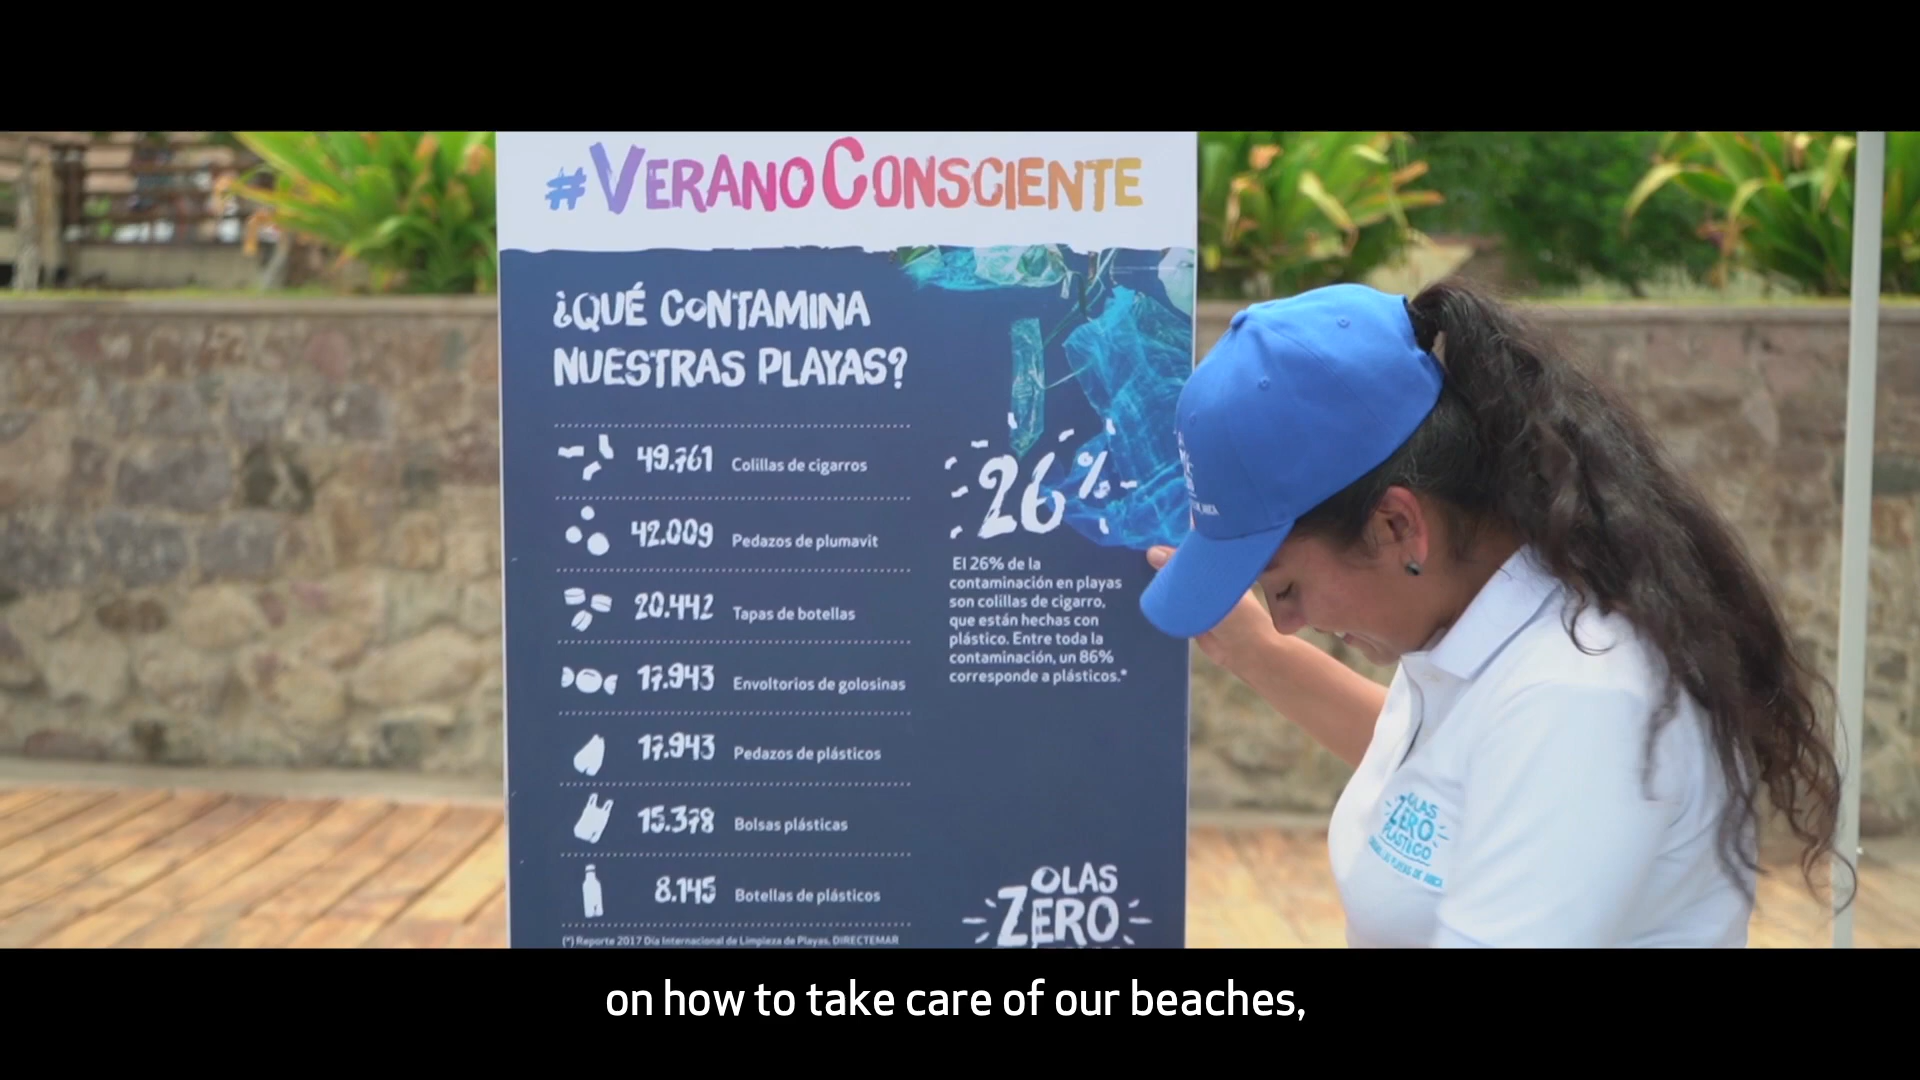 #VERANOCONSCIENTE
¿QUÉ CONTAMINA
NUESTRAS PLAYAS?
49.761 Colillas de cigarros
42.009 Pedazos de plumavit
20.442 Tapas de botellas
17.943 Envoltorios de golosinas
17.943 Pedazos de plásticos
15.378 Bolsas plásticas
8.145 Botellas de plásticos
(*) Reporte 2017 Día Internacional de Limpieza de Playas, DIRECTEMAR
26%
El 26% de la
contaminación en playas
son colillas de cigarro,
que están hechas con
plástico. Entre toda la
contaminación, un 86%
corresponde a plásticos.*
OLAS
ZERO
OLAS
ZERO
PLÁSTICO
on how to take care of our beaches,